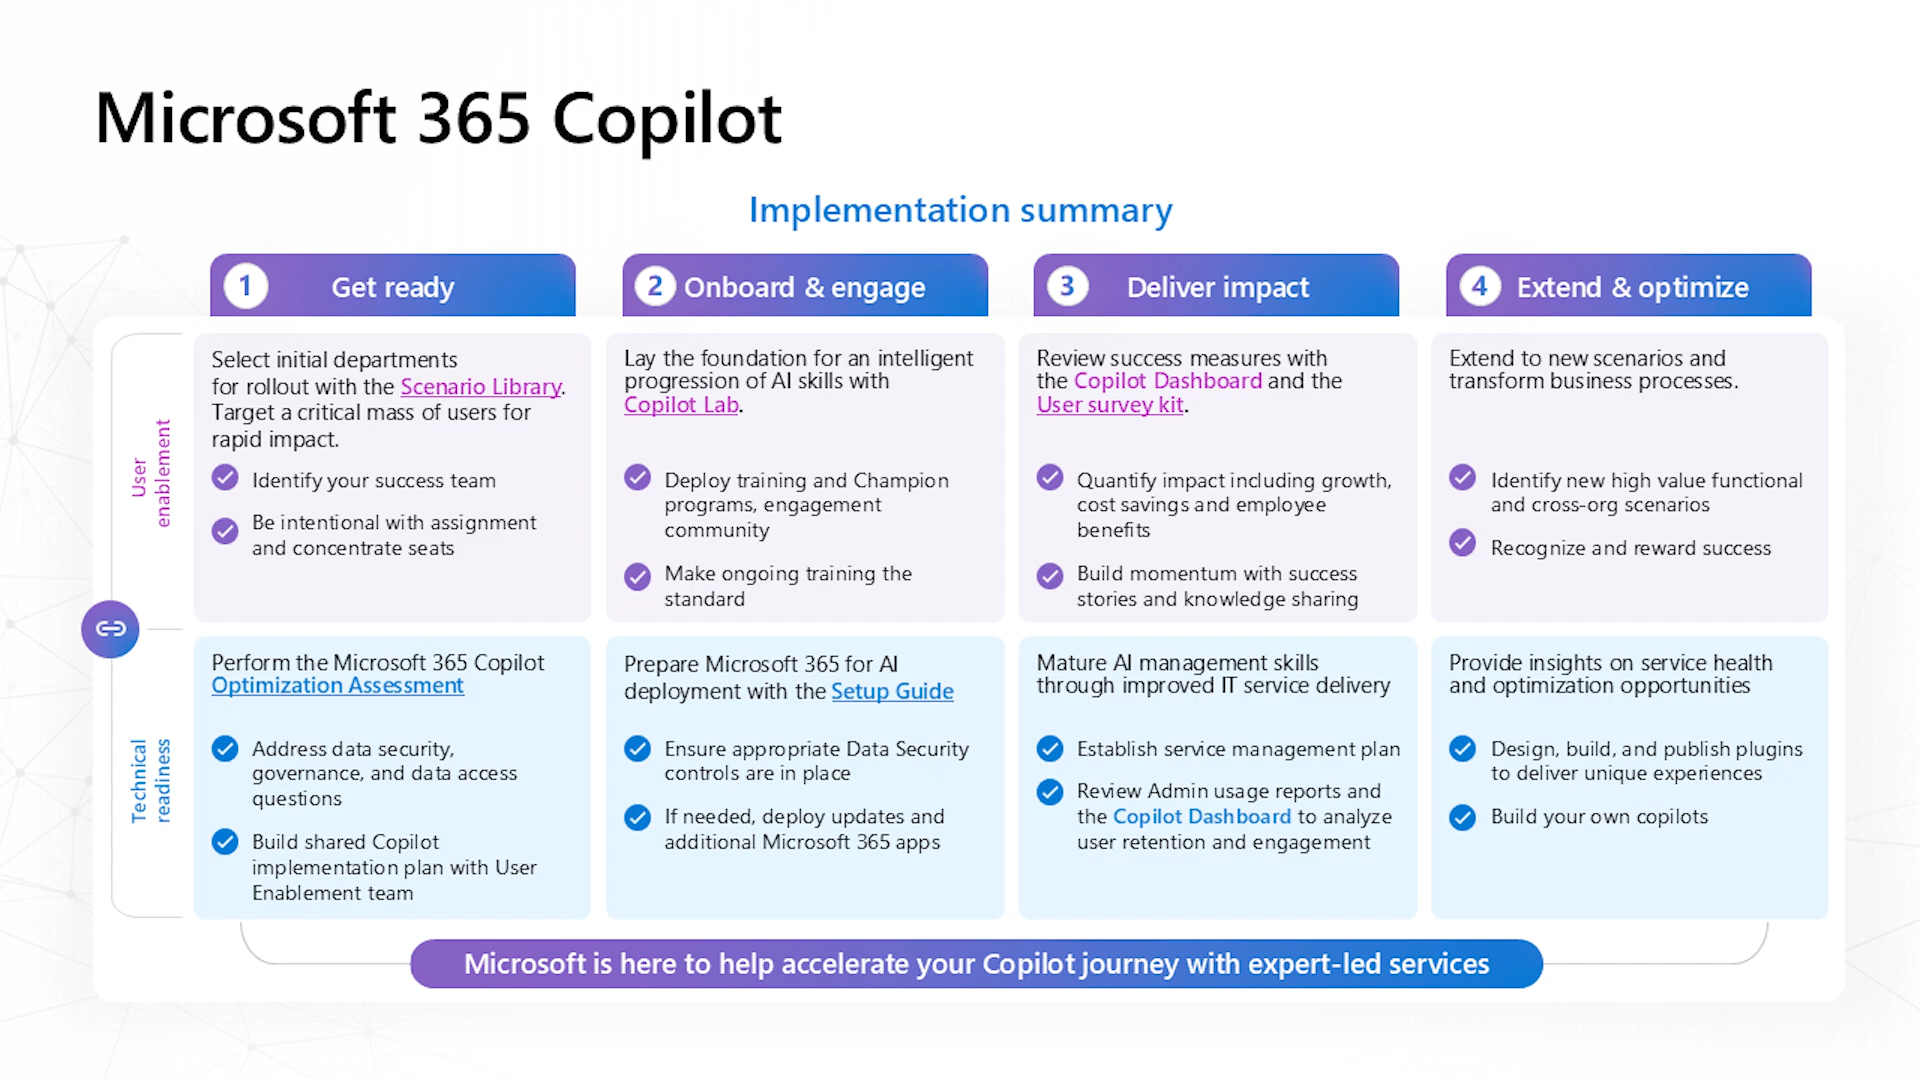 Microsoft 365 Copilot
Implementation summary
1 Get ready
2 Onboard & engage
3 Deliver impact
4 Extend & optimize
User
enablement
Select initial departments
for rollout with the Scenario Library.
Target a critical mass of users for
rapid impact.
Identify your success team
Be intentional with assignment
and concentrate seats
Lay the foundation for an intelligent
progression of AI skills with
Copilot Lab.
Deploy training and Champion
programs, engagement
community
Make ongoing training the
standard
Review success measures with
the Copilot Dashboard and the
User survey kit.
Quantify impact including growth,
cost savings and employee
benefits
Build momentum with success
stories and knowledge sharing
Extend to new scenarios and
transform business processes.
Identify new high value functional
and cross-org scenarios
Recognize and reward success
Technical
readiness
Perform the Microsoft 365 Copilot
Optimization Assessment
Address data security,
governance, and data access
questions
Build shared Copilot
implementation plan with User
Enablement team
Prepare Microsoft 365 for AI
deployment with the Setup Guide
Ensure appropriate Data Security
controls are in place
If needed, deploy updates and
additional Microsoft 365 apps
Mature AI management skills
through improved IT service delivery
Establish service management plan
Review Admin usage reports and
the Copilot Dashboard to analyze
user retention and engagement
Provide insights on service health
and optimization opportunities
Design, build, and publish plugins
to deliver unique experiences
Build your own copilots
Microsoft is here to help accelerate your Copilot journey with expert-led services